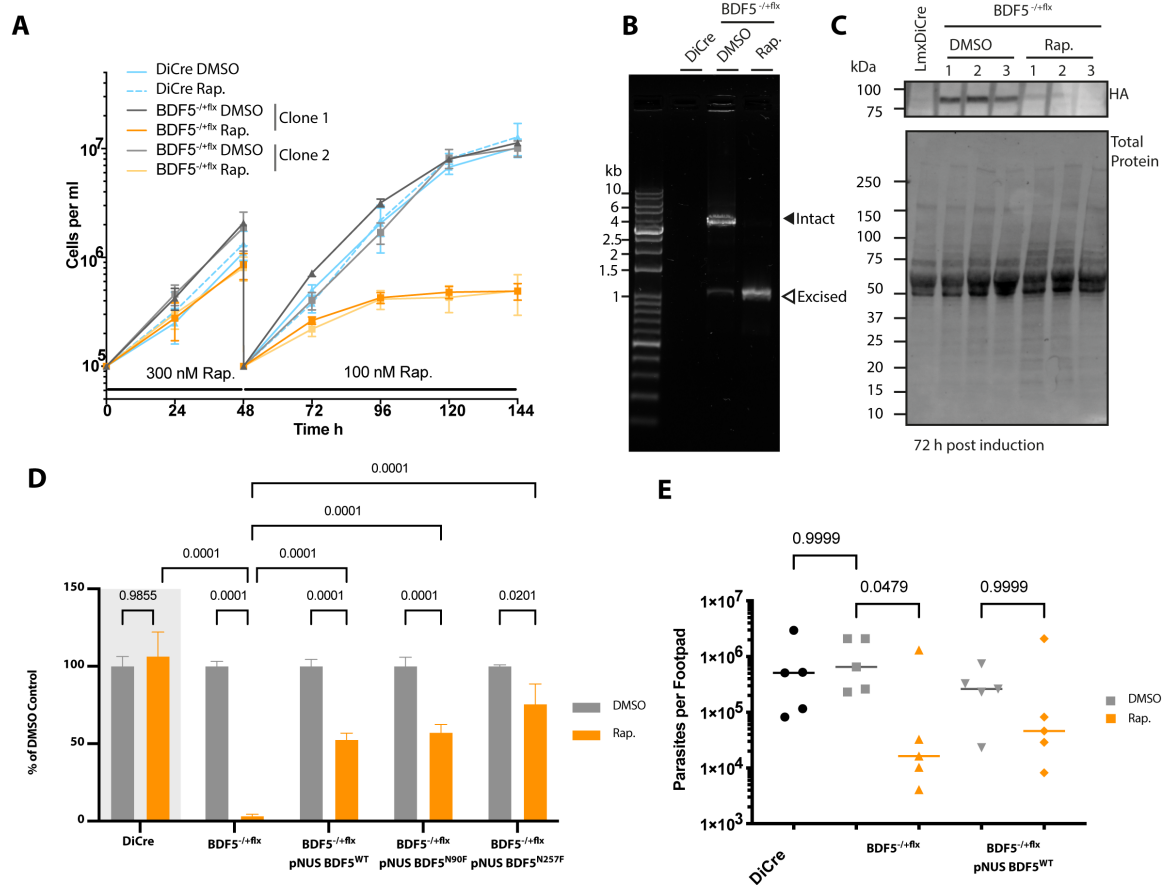 A
DiCre DMSO
DiCre Rap.
BDF5-/+flx DMSO
BDF5-/+flx Rap.
Clone 1
BDF5-/+flx DMSO
BDF5-/+flx Rap.
Clone 2
Cells per ml
10^7
10^6
10^5
300 nM Rap.
100 nM Rap.
0 24 48 72 96 120 144
Time h
B
BDF5-/+flx
DiCre DMSO Rap.
kb
10
6
4
2.5
2
1.5
1
Intact
Excised
C
LmxDiCre
BDF5-/+flx
DMSO Rap.
kDa
1 2 3 1 2 3
100
75
HA
Total
Protein
250
150
100
75
50
37
25
20
15
10
72 h post induction
D
0.0001
0.0001
0.0001 0.0001
0.9855 0.0001 0.0001 0.0001 0.0201
% of DMSO Control
150
100
50
0
DMSO
Rap.
DiCre
BDF5-/+flx
BDF5-/+flx
pNUS BDF5WT
BDF5-/+flx
pNUS BDF5N90F
BDF5-/+flx
pNUS BDF5N257F
E
0.9999
0.0479
0.9999
Parasites per Footpad
1×10^7
1×10^6
1×10^5
1×10^4
1×10^3
DMSO
Rap.
DiCre
BDF5-/+flx
BDF5-/+flx
pNUS BDF5WT